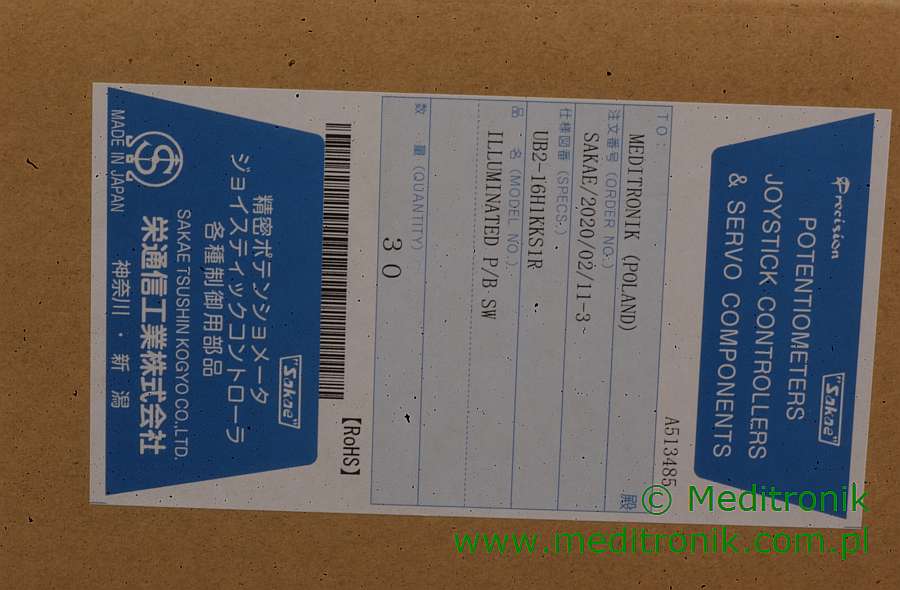 Precision
"Sakae"
POTENTIOMETERS
JOYSTICK CONTROLLERS
& SERVO COMPONENTS
A513485
TO:
MEDITRONIK (POLAND)
殿
注文番号 (ORDER NO.:)
SAKAE/2020/02/11-3~
仕様図番 (SPECS.:)
UB2-16H1KKS1R
品 名 (MODEL NO.:)
ILLUMINATED P/B SW
数 量 (QUANTITY)
30
【RoHS】
"Sakae"
精密ポテンショメータ
ジョイスティックコントローラ
各種制御用部品
SAKAE TSUSHIN KOGYO CO.,LTD.
栄通信工業株式会社
MADE IN JAPAN
神奈川・新潟
© Meditronik
www.meditronik.com.pl